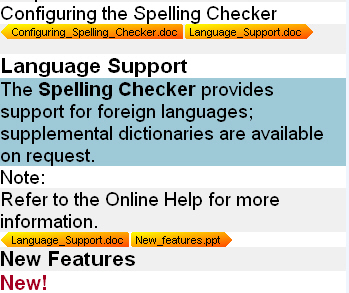 Configuring the Spelling Checker
Configuring_Spelling_Checker.doc Language_Support.doc
Language Support
The Spelling Checker provides
support for foreign languages;
supplemental dictionaries are available
on request.
Note:
Refer to the Online Help for more
information.
Language_Support.doc New_features.ppt
New Features
New!